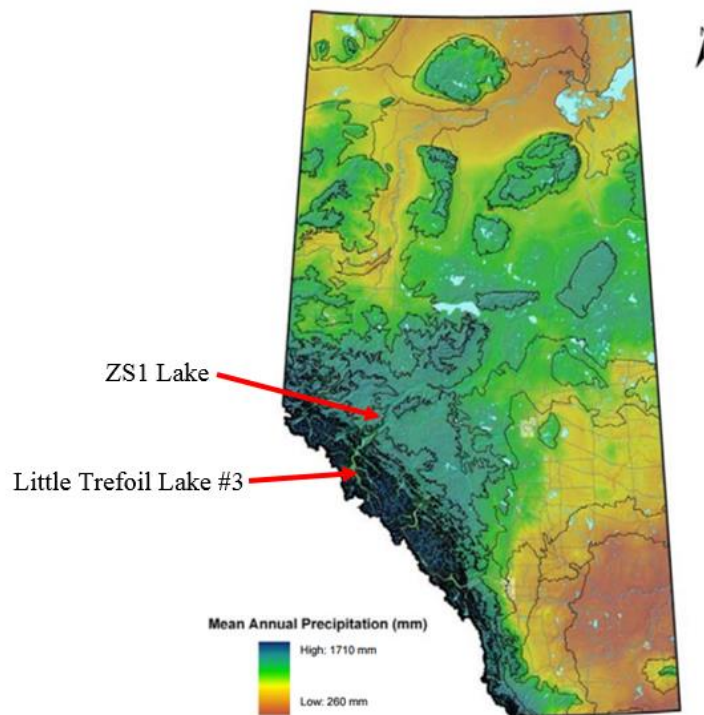 ZS1 Lake
Little Trefoil Lake #3
Mean Annual Precipitation (mm)
High: 1710 mm
Low: 260 mm